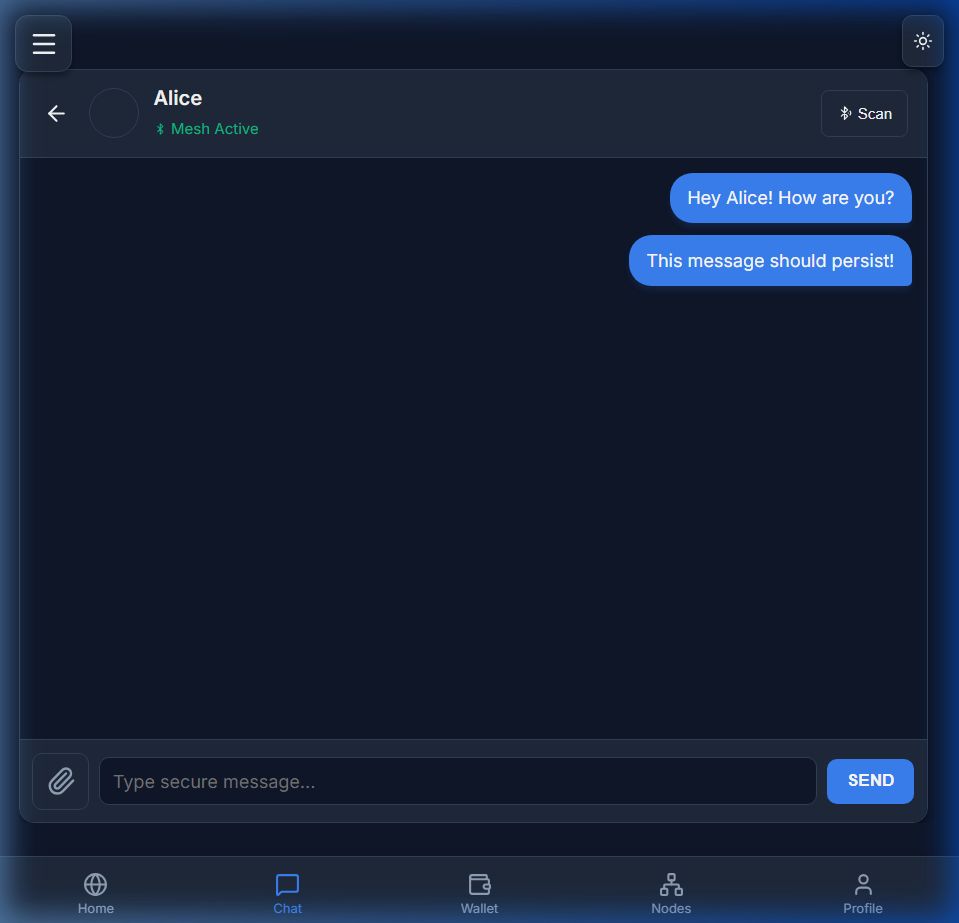 Alice
Mesh Active
Scan
Hey Alice! How are you?
This message should persist!
Type secure message...
SEND
Home
Chat
Wallet
Nodes
Profile